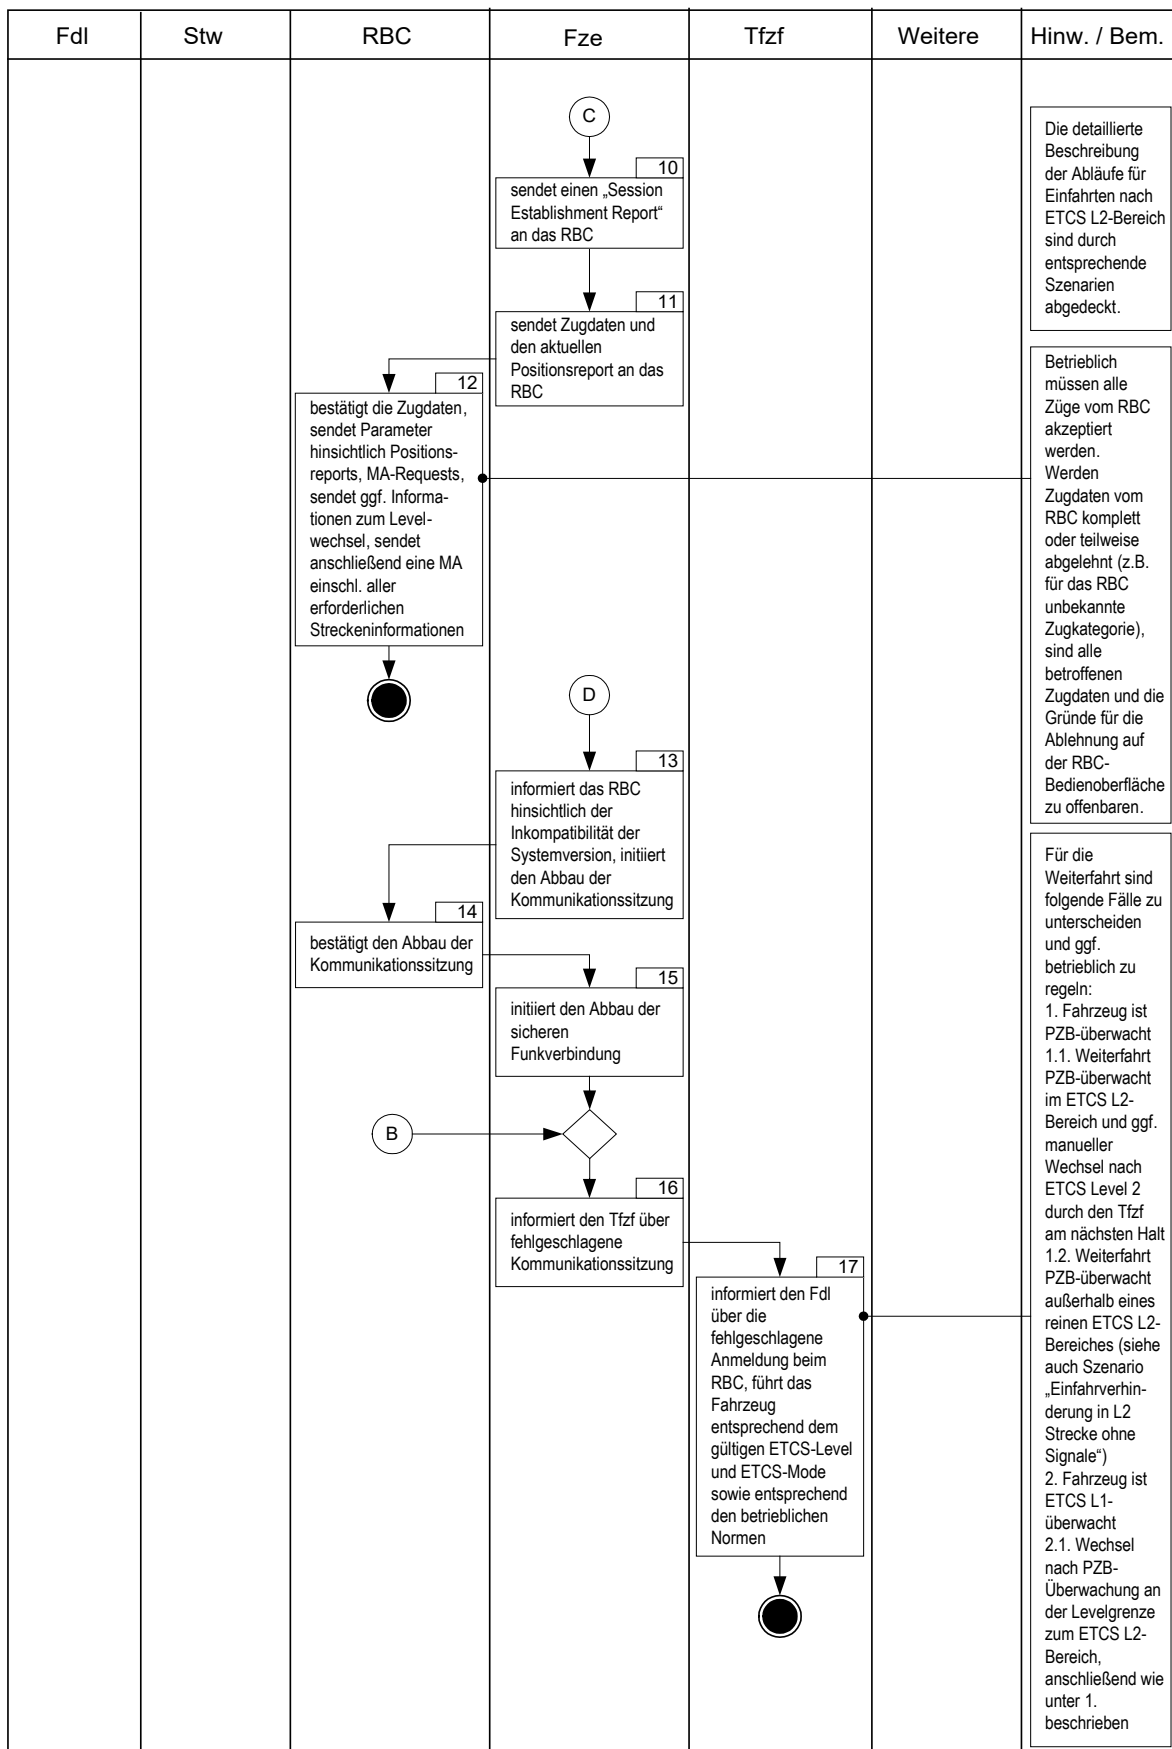 Fdl
Stw
RBC
Fze
Tfzf
Weitere
Hinw. / Bem.
C
10
sendet einen „Session
Establishment Report“
an das RBC
11
sendet Zugdaten und
den aktuellen
Positionsreport an das
RBC
12
bestätigt die Zugdaten,
sendet Parameter
hinsichtlich Positions-
reports, MA-Requests,
sendet ggf. Informa-
tionen zum Level-
wechsel, sendet
anschließend eine MA
einschl. aller
erforderlichen
Streckeninformationen
D
13
informiert das RBC
hinsichtlich der
Inkompatibilität der
Systemversion, initiiert
den Abbau der
Kommunikationssitzung
14
bestätigt den Abbau der
Kommunikationssitzung
15
initiiert den Abbau der
sicheren
Funkverbindung
B
16
informiert den Tfzf über
fehlgeschlagene
Kommunikationssitzung
17
informiert den Fdl
über die
fehlgeschlagene
Anmeldung beim
RBC, führt das
Fahrzeug
entsprechend dem
gültigen ETCS-Level
und ETCS-Mode
sowie entsprechend
den betrieblichen
Normen
Die detaillierte
Beschreibung
der Abläufe für
Einfahrten nach
ETCS L2-Bereich
sind durch
entsprechende
Szenarien
abgedeckt.
Betrieblich
müssen alle
Züge vom RBC
akzeptiert
werden.
Werden
Zugdaten vom
RBC komplett
oder teilweise
abgelehnt (z.B.
für das RBC
unbekannte
Zugkategorie),
sind alle
betroffenen
Zugdaten und die
Gründe für die
Ablehnung auf
der RBC-
Bedienoberfläche
zu offenbaren.
Für die
Weiterfahrt sind
folgende Fälle zu
unterscheiden
und ggf.
betrieblich zu
regeln:
1. Fahrzeug ist
PZB-überwacht
1.1. Weiterfahrt
PZB-überwacht
im ETCS L2-
Bereich und ggf.
manueller
Wechsel nach
ETCS Level 2
durch den Tfzf
am nächsten Halt
1.2. Weiterfahrt
PZB-überwacht
außerhalb eines
reinen ETCS L2-
Bereiches (siehe
auch Szenario
„Einfahrverhin-
derung in L2
Strecke ohne
Signale“)
2. Fahrzeug ist
ETCS L1-
überwacht
2.1. Wechsel
nach PZB-
Überwachung an
der Levelgrenze
zum ETCS L2-
Bereich,
anschließend wie
unter 1.
beschrieben